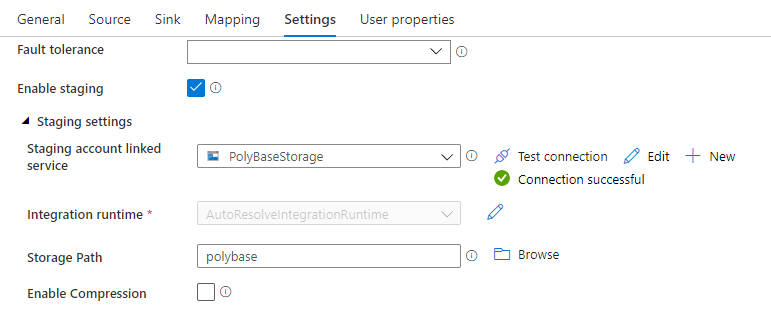 General Source Sink Mapping Settings User properties
Fault tolerance
Enable staging
Staging settings
Staging account linked
service
PolyBaseStorage
Test connection Edit New
Connection successful
Integration runtime *
AutoResolveIntegrationRuntime
Storage Path
polybase
Browse
Enable Compression